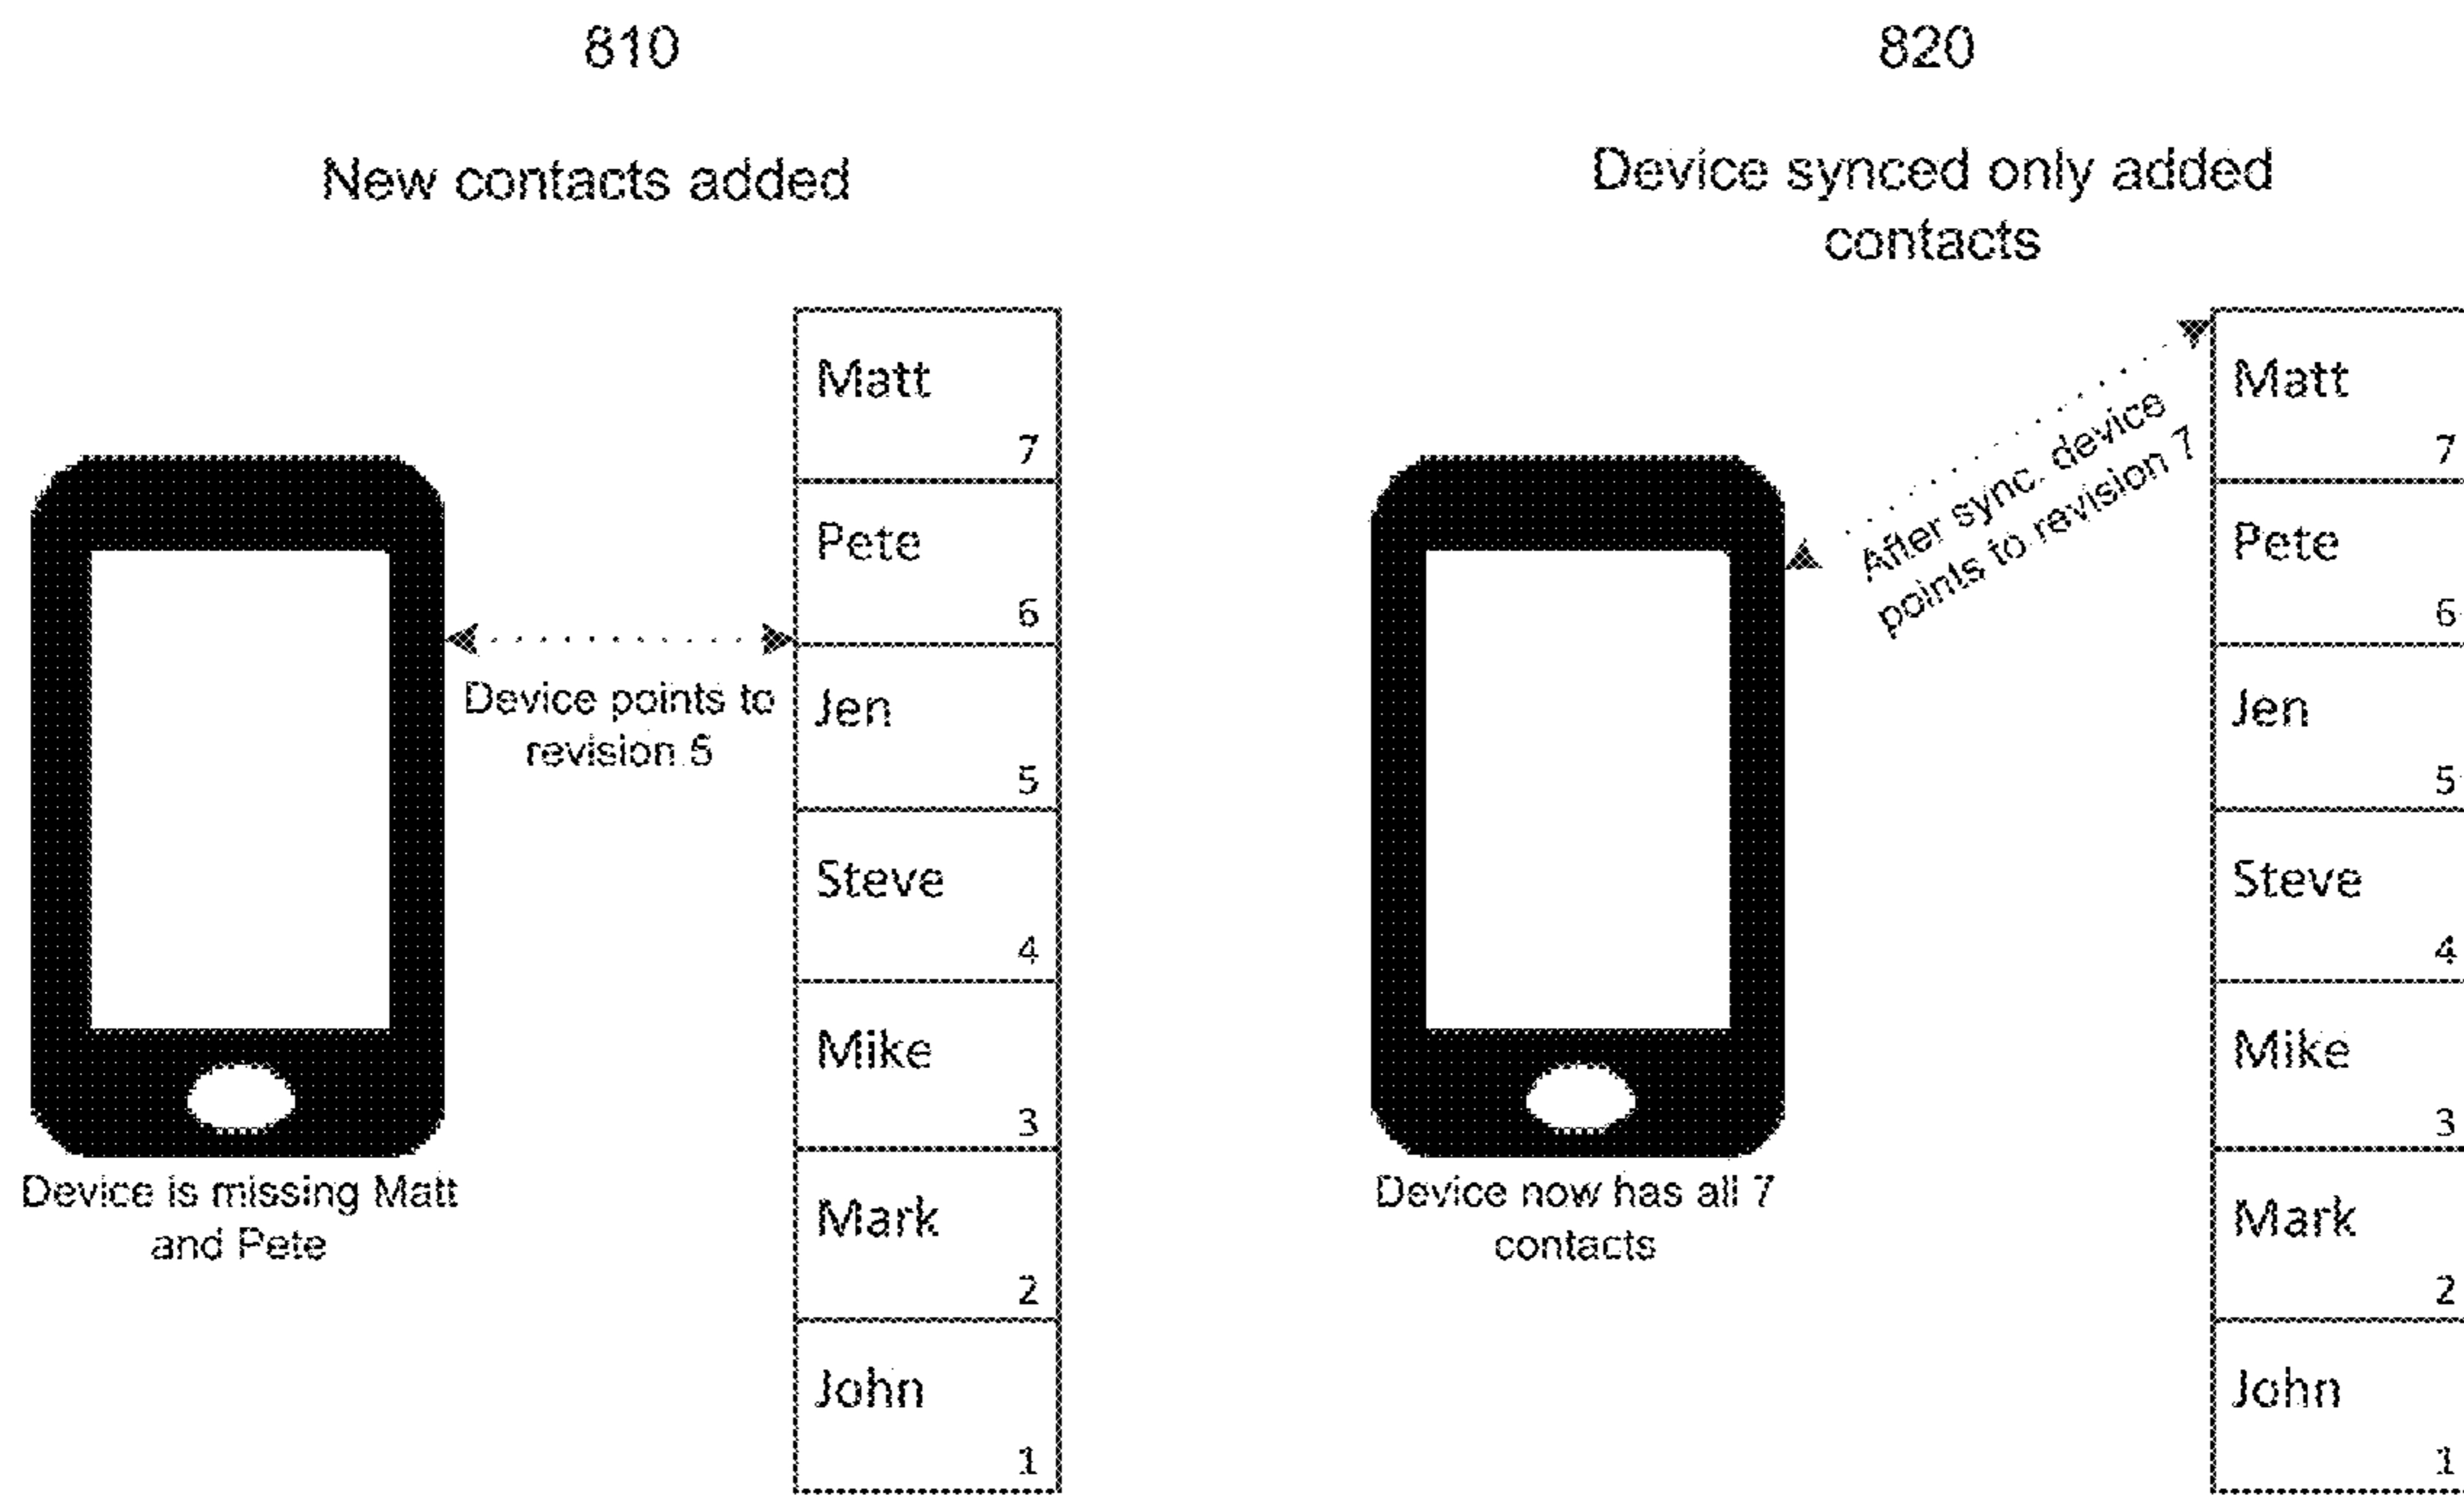 810
New contacts added
Matt
7
Pete
6
Device points to
revision 5
Jen
5
Steve
4
Mike
3
Mark
2
John
1
Device is missing Matt
and Pete
820
Device synced only added
contacts
After sync, device
points to revision 7
Matt
7
Pete
6
Jen
5
Steve
4
Mike
3
Mark
2
John
1
Device now has all 7
contacts